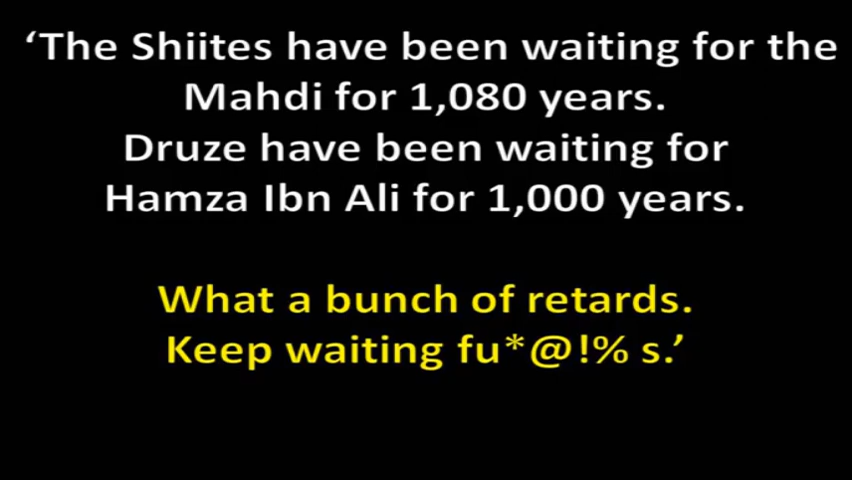 ‘The Shiites have been waiting for the
Mahdi for 1,080 years.
Druze have been waiting for
Hamza Ibn Ali for 1,000 years.
What a bunch of retards.
Keep waiting fu*@!% s.’